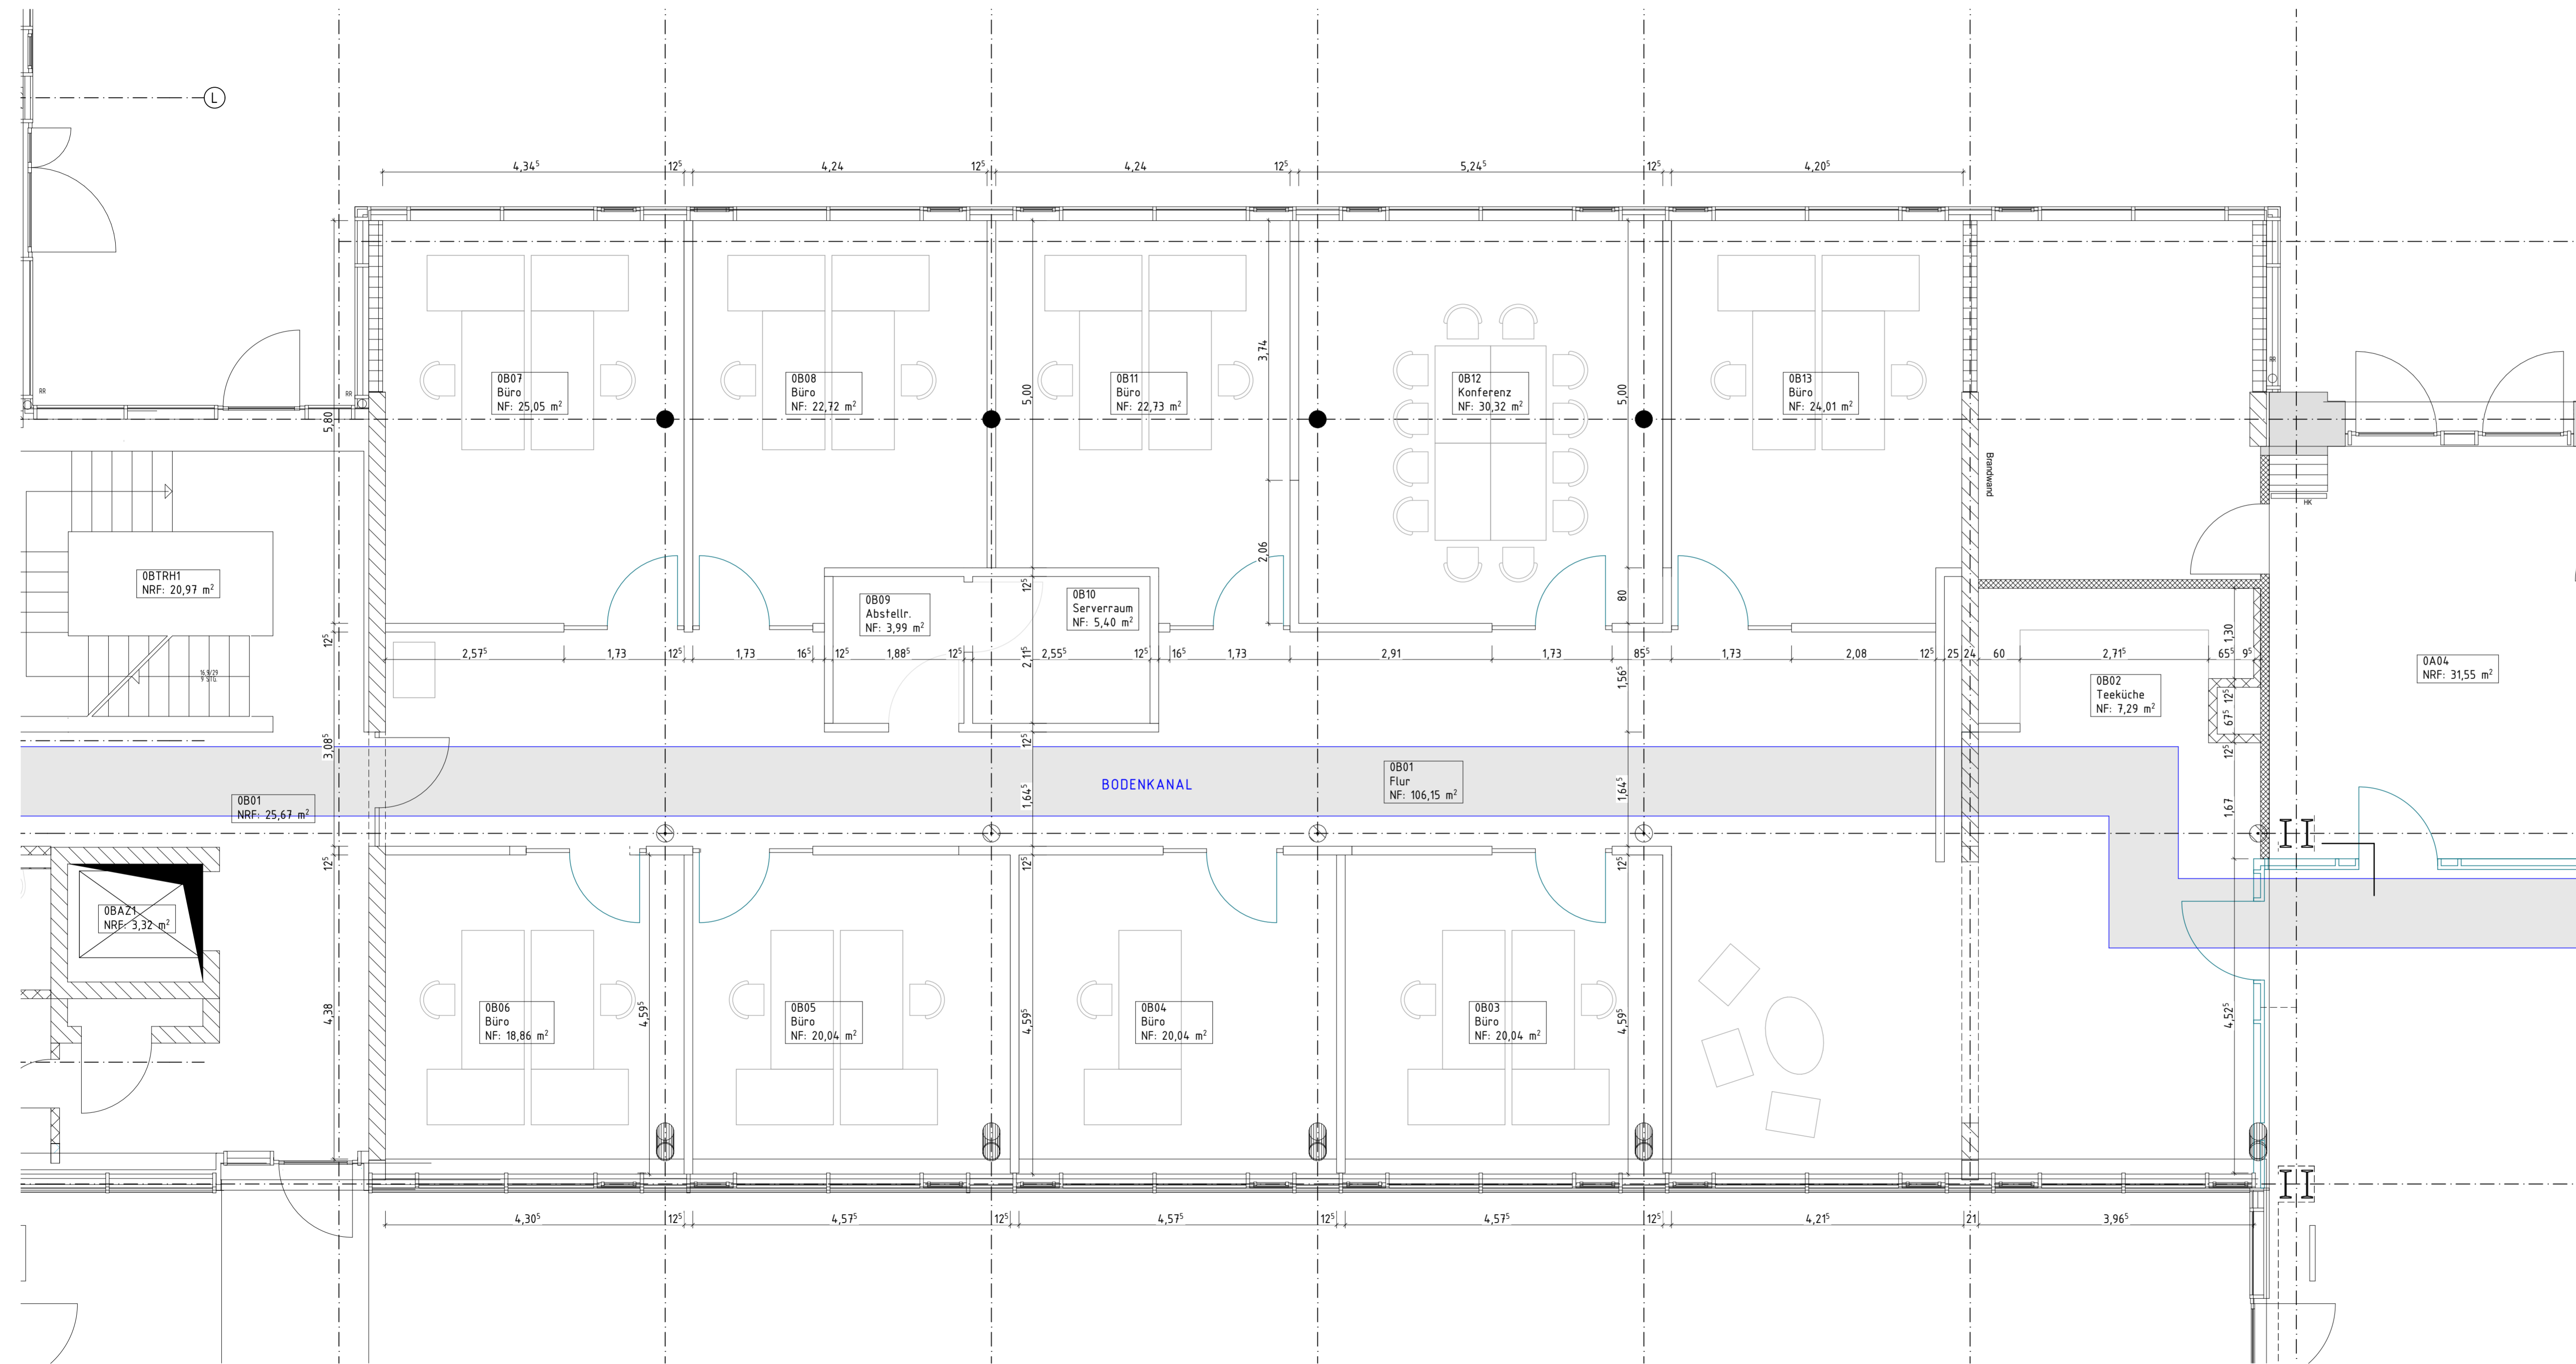 L
4,34⁵ 12⁵ 4,24 12⁵ 4,24 12⁵ 5,24⁵ 12⁵ 4,20⁵
RR
RR
RR
5,80
5,00
3,74
5,00
0B07
Büro
NF: 25,05 m²
0B08
Büro
NF: 22,72 m²
0B11
Büro
NF: 22,73 m²
0B12
Konferenz
NF: 30,32 m²
0B13
Büro
NF: 24,01 m²
Brandwand
HK
2,06
0BTRH1
NRF: 20,97 m²
16,9/29
9 STG.
0B09
Abstellr.
NF: 3,99 m²
12⁵
0B10
Serverraum
NF: 5,40 m²
80
12⁵
1,30
2,57⁵ 1,73 12⁵ 1,73 16⁵ 12⁵ 1,88⁵ 12⁵ 2,55⁵ 12⁵ 16⁵ 1,73 2,91 1,73 85⁵ 1,73 2,08 12⁵ 25 24 60 2,71⁵ 65⁵ 9⁵
2,11⁵
1,56⁵
0B02
Teeküche
NF: 7,29 m²
0A04
NRF: 31,55 m²
12⁵
67⁵
12⁵
3,08⁵
12⁵
BODENKANAL
0B01
Flur
NF: 106,15 m²
0B01
NRF: 25,67 m²
1,64⁵
1,64⁵
1,67
12⁵
12⁵
12⁵
0BAZ1
NRF: 3,32 m²
4,38
4,59⁵
4,59⁵
4,59⁵
4,52⁵
0B06
Büro
NF: 18,86 m²
0B05
Büro
NF: 20,04 m²
0B04
Büro
NF: 20,04 m²
0B03
Büro
NF: 20,04 m²
4,30⁵ 12⁵ 4,57⁵ 12⁵ 4,57⁵ 12⁵ 4,57⁵ 12⁵ 4,21⁵ 21 3,96⁵